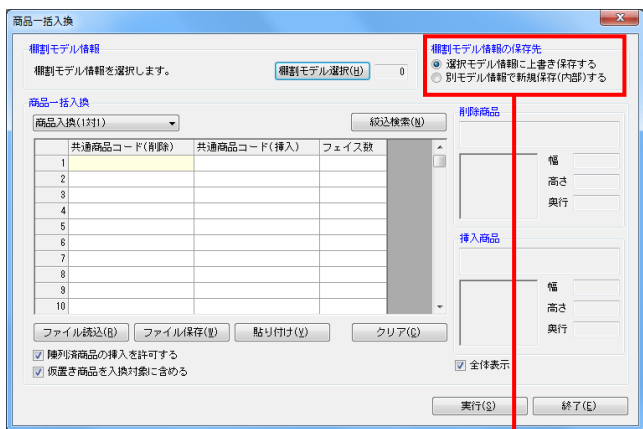 商品一括入換
棚割モデル情報
棚割モデル情報を選択します。
棚割モデル選択(H)
0
棚割モデル情報の保存先
選択モデル情報に上書き保存する
別モデル情報で新規保存(内部)する
商品一括入換
商品入換(1対1)
絞込検索(N)
共通商品コード(削除) 共通商品コード(挿入) フェイス数
1
2
3
4
5
6
7
8
9
10
ファイル読込(R) ファイル保存(W) 貼り付け(V) クリア(C)
陳列済商品の挿入を許可する
仮置き商品を入換対象に含める
削除商品
幅
高さ
奥行
挿入商品
幅
高さ
奥行
全体表示
実行(S) 終了(E)